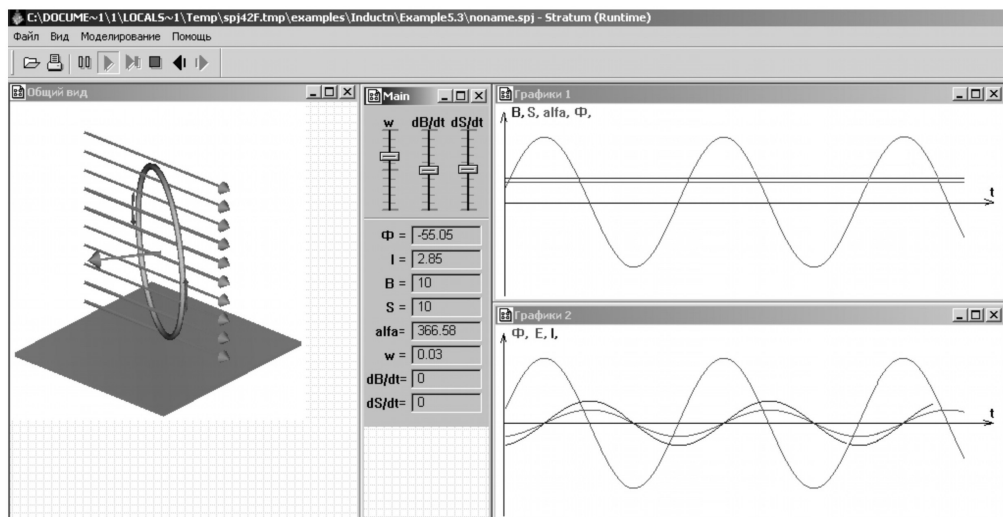 C:\DOCUME~1\1\LOCALS~1\Temp\spj42F.tmp\examples\Inductn\Example5.3\noname.spj - Stratum (Runtime)
Файл Вид Моделирование Помощь
Общий вид
Main
w dB/dt dS/dt
Ф = -55.05
I = 2.85
B = 10
S = 10
alfa= 366.58
w = 0.03
dB/dt= 0
dS/dt= 0
Графики 1
B, S, alfa, Ф,
t
Графики 2
Ф, E, I,
t